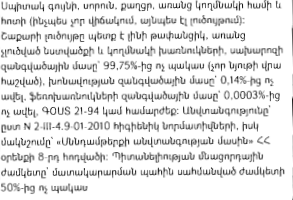 Սպիտակ գույնի, սորուն, քաղցր, առանց կողմնակի համի և
հոտի (ինչպես չոր վիճակում, այնպես էլ լուծույթում):
Շաքարի լուծույթը պետք է լինի թափանցիկ, առանց
չլուծված նստվածքի և կողմնակի խառնուկների, սախարոզի
զանգվածային մասը՝ 99,75%-ից ոչ պակաս (չոր նյութի վրա
հաշված), խոնավության զանգվածային մասը՝ 0,14%-ից ոչ
ավել, ֆեռոխառնուկների զանգվածային մասը՝ 0,0003%-ից
ոչ ավել, ԳՕՍՏ 21-94 կամ համարժեք: Անվտանգությունը՝
ըստ N 2-III-4.9-01-2010 հիգիենիկ նորմատիվների, իսկ
մակնշումը՝ «Սննդամթերքի անվտանգության մասին» ՀՀ
օրենքի 8-րդ հոդվածի: Պիտանելիության մնացորդային
ժամկետը՝ մատակարարման պահին սահմանված ժամկետի
50%-ից ոչ պակաս